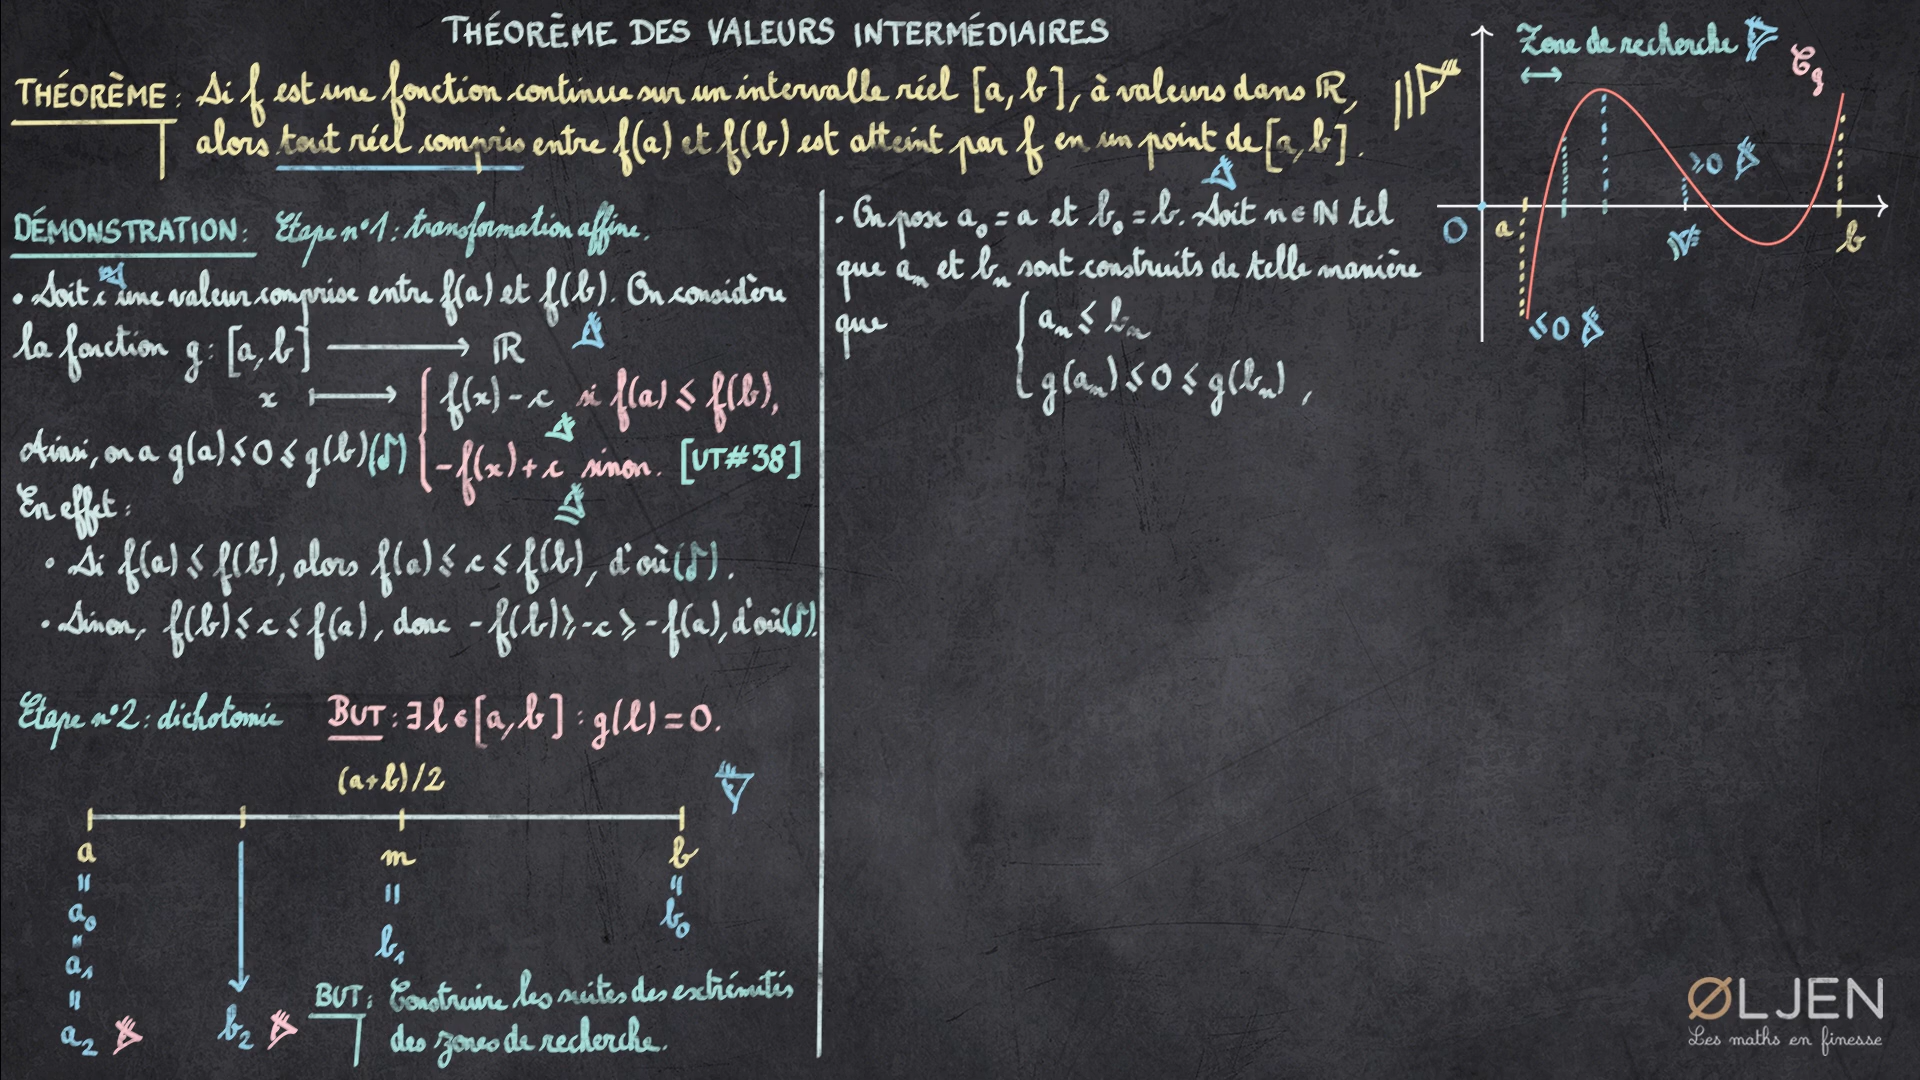 THÉORÈME DES VALEURS INTERMÉDIAIRES
THÉORÈME : Si f est une fonction continue sur un intervalle réel [a, b], à valeurs dans ℝ,
alors tout réel compris entre f(a) et f(b) est atteint par f en un point de [a, b].
DÉMONSTRATION : Etape n°1 : transformation affine.
• Soit c une valeur comprise entre f(a) et f(b). On considère
la fonction g : [a, b] ⟶ ℝ
x ⟼ { f(x) - c si f(a) ≤ f(b),
-f(x) + c sinon. [UT#38]
Ainsi, on a g(a) ≤ 0 ≤ g(b) (♪)
En effet :
• Si f(a) ≤ f(b), alors f(a) ≤ c ≤ f(b), d'où (♪).
• Sinon, f(b) ≤ c ≤ f(a), donc -f(b) ≥ -c ≥ -f(a), d'où (♪).
Etape n°2 : dichotomie BUT : ∃ l ∈ [a, b] : g(l) = 0.
(a+b)/2
a m b
= = =
a₀ b₁ b₀
=
a₁
=
a₂ b₂
BUT : Construire les suites des extrémités
des zones de recherche.
• On pose a₀ = a et b₀ = b. Soit n ∈ ℕ tel
que aₙ et bₙ sont construits de telle manière
que { aₙ ≤ bₙ
g(aₙ) ≤ 0 ≤ g(bₙ) ,
Zone de recherche
C_g
≥0
O a b
≤0
ØLJEN
Les maths en finesse